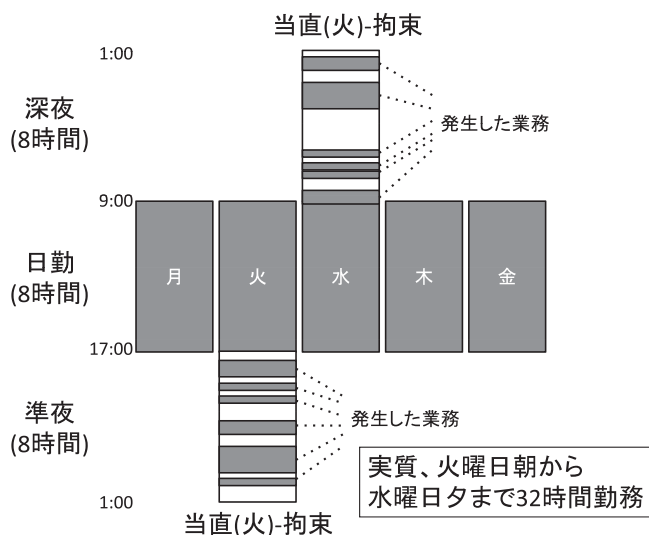 当直(火)-拘束
1:00
深夜
(8時間)
発生した業務
9:00
日勤
(8時間)
月
火
水
木
金
17:00
準夜
(8時間)
発生した業務
実質、火曜日朝から
水曜日夕まで32時間勤務
1:00
当直(火)-拘束